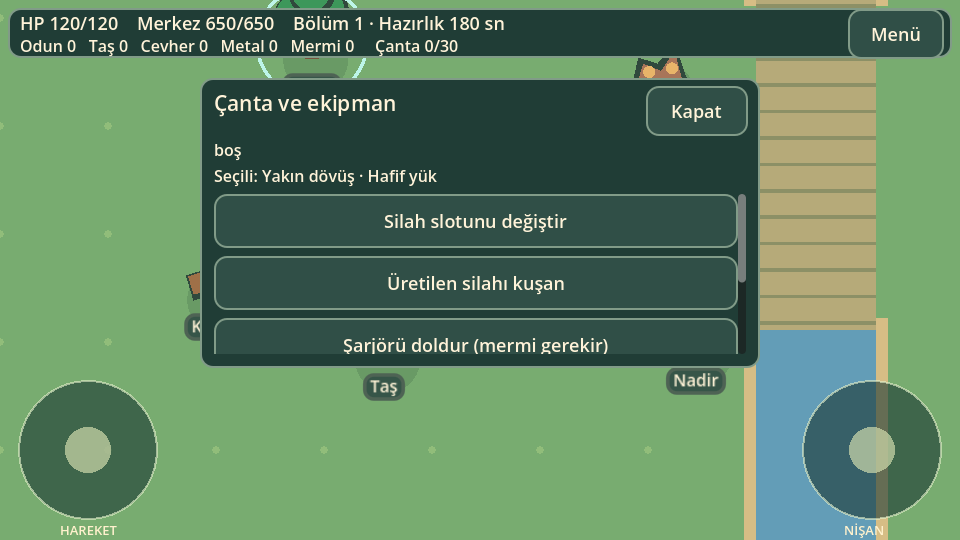 HP 120/120 Merkez 650/650 Bölüm 1 · Hazırlık 180 sn
Odun 0 Taş 0 Cevher 0 Metal 0 Mermi 0 Çanta 0/30
Menü
Çanta ve ekipman
Kapat
boş
Seçili: Yakın dövüş · Hafif yük
Silah slotunu değiştir
Üretilen silahı kuşan
Şarjörü doldur (mermi gerekir)
Taş
Nadir
HAREKET
NİŞAN